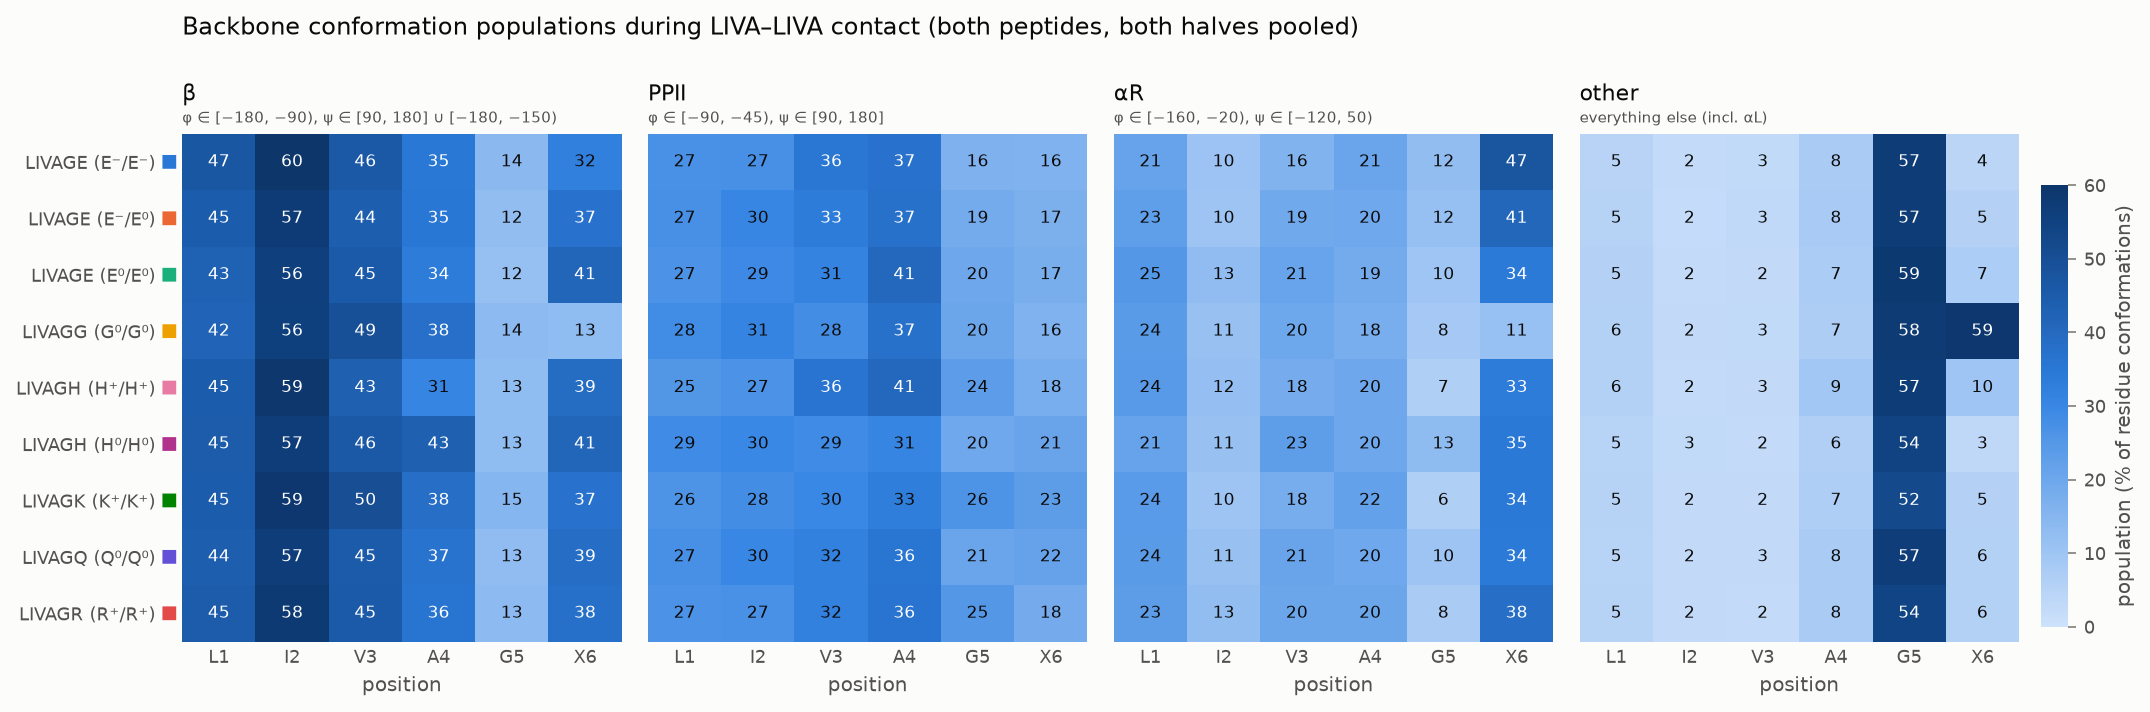 Backbone conformation populations during LIVA–LIVA contact (both peptides, both halves pooled)
β
φ ∈ [−180, −90), ψ ∈ [90, 180] ∪ [−180, −150)
PPII
φ ∈ [−90, −45), ψ ∈ [90, 180]
αR
φ ∈ [−160, −20), ψ ∈ [−120, 50)
other
everything else (incl. αL)
LIVAGE (E⁻/E⁻) 47 60 46 35 14 32 27 27 36 37 16 16 21 10 16 21 12 47 5 2 3 8 57 4
LIVAGE (E⁻/E⁰) 45 57 44 35 12 37 27 30 33 37 19 17 23 10 19 20 12 41 5 2 3 8 57 5
LIVAGE (E⁰/E⁰) 43 56 45 34 12 41 27 29 31 41 20 17 25 13 21 19 10 34 5 2 2 7 59 7
LIVAGG (G⁰/G⁰) 42 56 49 38 14 13 28 31 28 37 20 16 24 11 20 18 8 11 6 2 3 7 58 59
LIVAGH (H⁺/H⁺) 45 59 43 31 13 39 25 27 36 41 24 18 24 12 18 20 7 33 6 2 3 9 57 10
LIVAGH (H⁰/H⁰) 45 57 46 43 13 41 29 30 29 31 20 21 21 11 23 20 13 35 5 3 2 6 54 3
LIVAGK (K⁺/K⁺) 45 59 50 38 15 37 26 28 30 33 26 23 24 10 18 22 6 34 5 2 2 7 52 5
LIVAGQ (Q⁰/Q⁰) 44 57 45 37 13 39 27 30 32 36 21 22 24 11 21 20 10 34 5 2 3 8 57 6
LIVAGR (R⁺/R⁺) 45 58 45 36 13 38 27 27 32 36 25 18 23 13 20 20 8 38 5 2 2 8 54 6
L1 I2 V3 A4 G5 X6 L1 I2 V3 A4 G5 X6 L1 I2 V3 A4 G5 X6 L1 I2 V3 A4 G5 X6
position position position position
60
50
40
30
20
10
0
population (% of residue conformations)